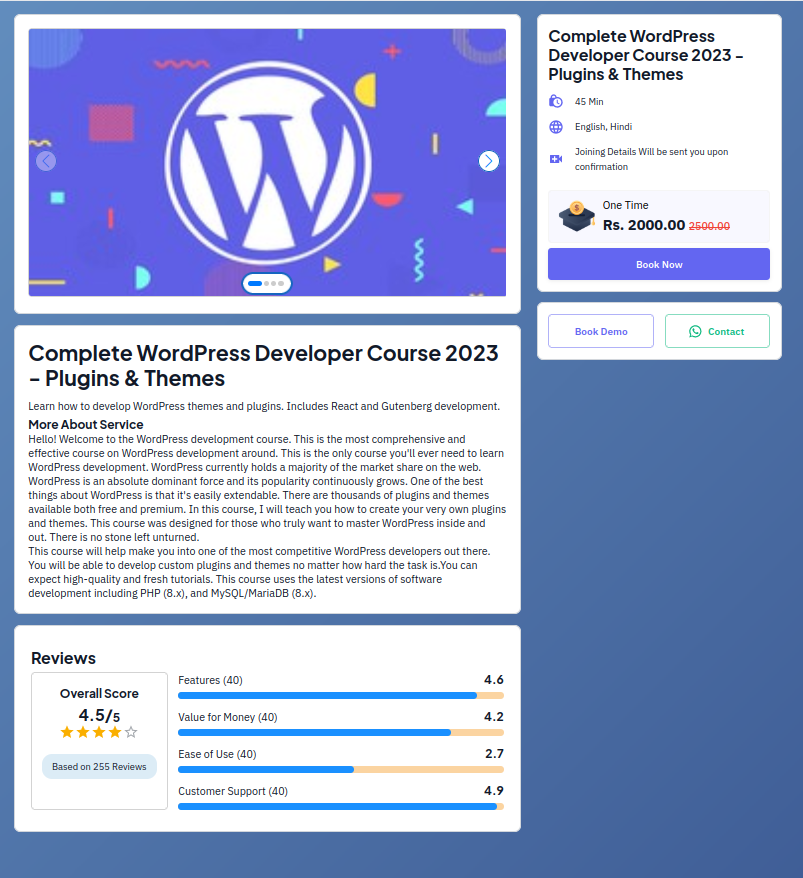 Complete WordPress Developer Course 2023
– Plugins & Themes
Learn how to develop WordPress themes and plugins. Includes React and Gutenberg development.
More About Service
Hello! Welcome to the WordPress development course. This is the most comprehensive and
effective course on WordPress development around. This is the only course you'll ever need to learn
WordPress development. WordPress currently holds a majority of the market share on the web.
WordPress is an absolute dominant force and its popularity continuously grows. One of the best
things about WordPress is that it's easily extendable. There are thousands of plugins and themes
available both free and premium. In this course, I will teach you how to create your very own plugins
and themes. This course was designed for those who truly want to master WordPress inside and
out. There is no stone left unturned.
This course will help make you into one of the most competitive WordPress developers out there.
You will be able to develop custom plugins and themes no matter how hard the task is.You can
expect high-quality and fresh tutorials. This course uses the latest versions of software
development including PHP (8.x), and MySQL/MariaDB (8.x).
Reviews
Overall Score
4.5/5
Based on 255 Reviews
Features (40) 4.6
Value for Money (40) 4.2
Ease of Use (40) 2.7
Customer Support (40) 4.9
Complete WordPress
Developer Course 2023 –
Plugins & Themes
45 Min
English, Hindi
Joining Details Will be sent you upon
confirmation
One Time
Rs. 2000.00 2500.00
Book Now
Book Demo
Contact